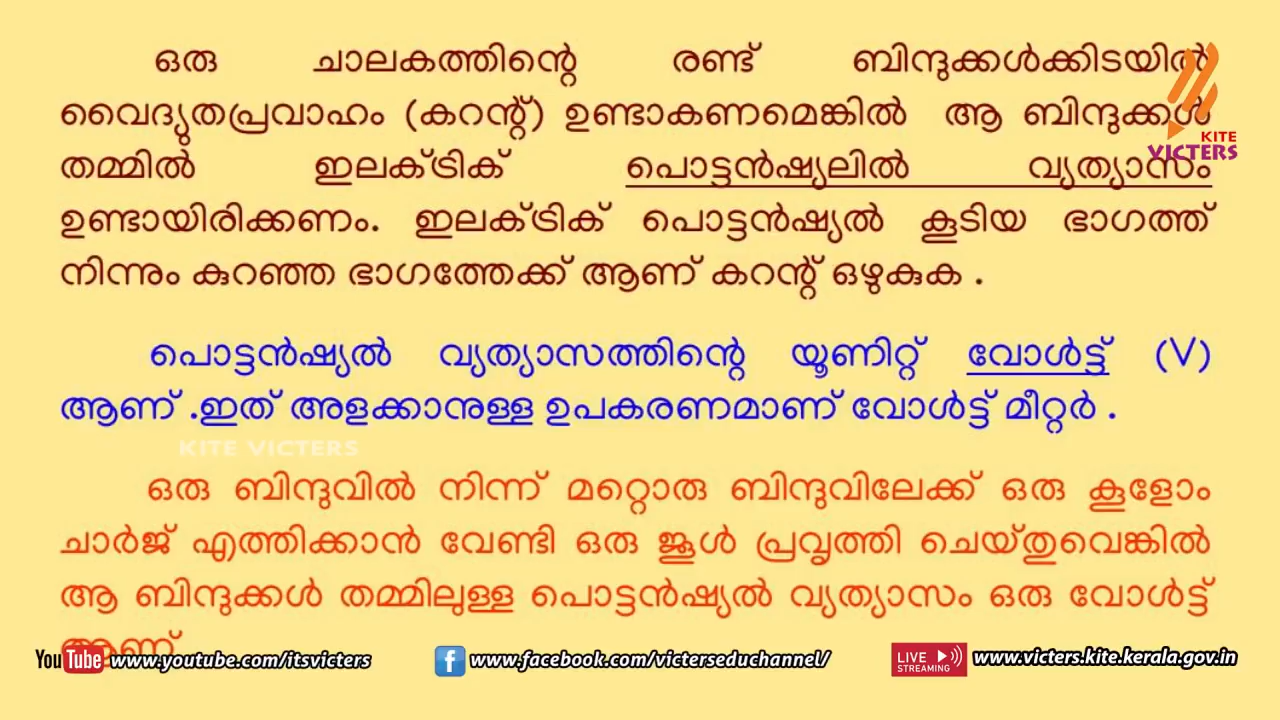 ഒരു ചാലകത്തിന്റെ രണ്ട് ബിന്ദുക്കൾക്കിടയിൽ
വൈദ്യുതപ്രവാഹം (കറന്റ്) ഉണ്ടാകണമെങ്കിൽ ആ ബിന്ദുക്കൾ
KITE
VICTERS
തമ്മിൽ ഇലക്ട്രിക് പൊട്ടൻഷ്യലിൽ വ്യത്യാസം
ഉണ്ടായിരിക്കണം. ഇലക്ട്രിക് പൊട്ടൻഷ്യൽ കൂടിയ ഭാഗത്ത്
നിന്നും കുറഞ്ഞ ഭാഗത്തേക്ക് ആണ് കറന്റ് ഒഴുകുക .
പൊട്ടൻഷ്യൽ വ്യത്യാസത്തിന്റെ യൂണിറ്റ് വോൾട്ട് (V)
ആണ് .ഇത് അളക്കാനുള്ള ഉപകരണമാണ് വോൾട്ട് മീറ്റർ .
KITE VICTERS
ഒരു ബിന്ദുവിൽ നിന്ന് മറ്റൊരു ബിന്ദുവിലേക്ക് ഒരു കൂളോം
ചാർജ് എത്തിക്കാൻ വേണ്ടി ഒരു ജൂൾ പ്രവൃത്തി ചെയ്തുവെങ്കിൽ
ആ ബിന്ദുക്കൾ തമ്മിലുള്ള പൊട്ടൻഷ്യൽ വ്യത്യാസം ഒരു വോൾട്ട്
ആണ്
YouTube www.youtube.com/itsvicters
f www.facebook.com/victerseduchannel/
LIVE STREAMING www.victers.kite.kerala.gov.in